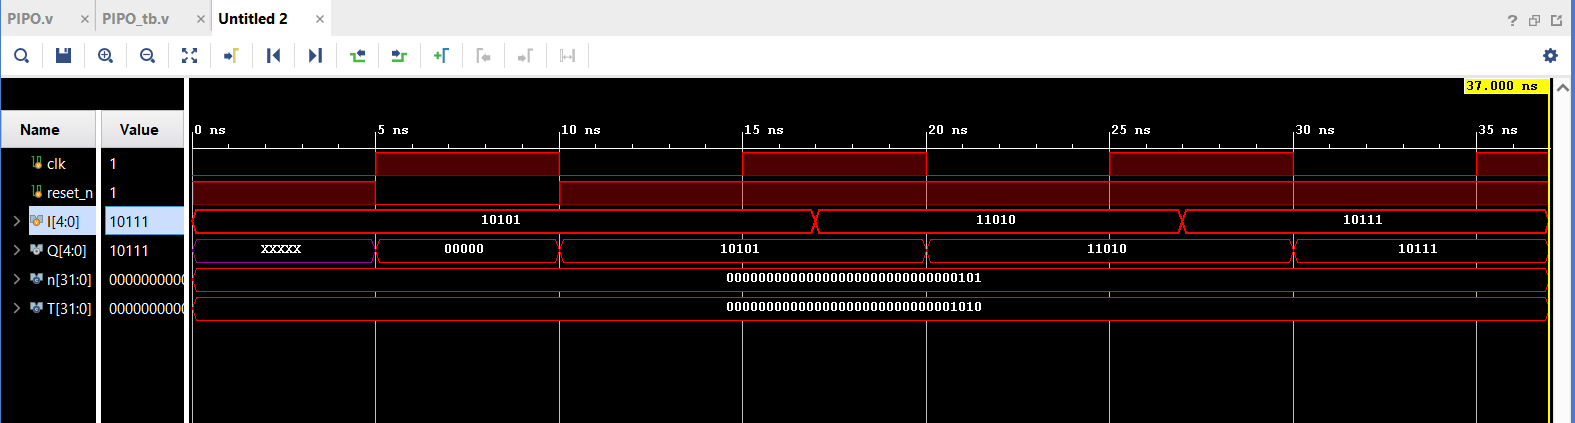 PIPO.v × PIPO_tb.v × Untitled 2 ×
37.000 ns
Name Value 0 ns 5 ns 10 ns 15 ns 20 ns 25 ns 30 ns 35 ns
clk 1
reset_n 1
I[4:0] 10111 10101 11010 10111
Q[4:0] 10111 XXXXX 00000 10101 11010 10111
n[31:0] 0000000000 00000000000000000000000000000101
T[31:0] 0000000000 00000000000000000000000000001010